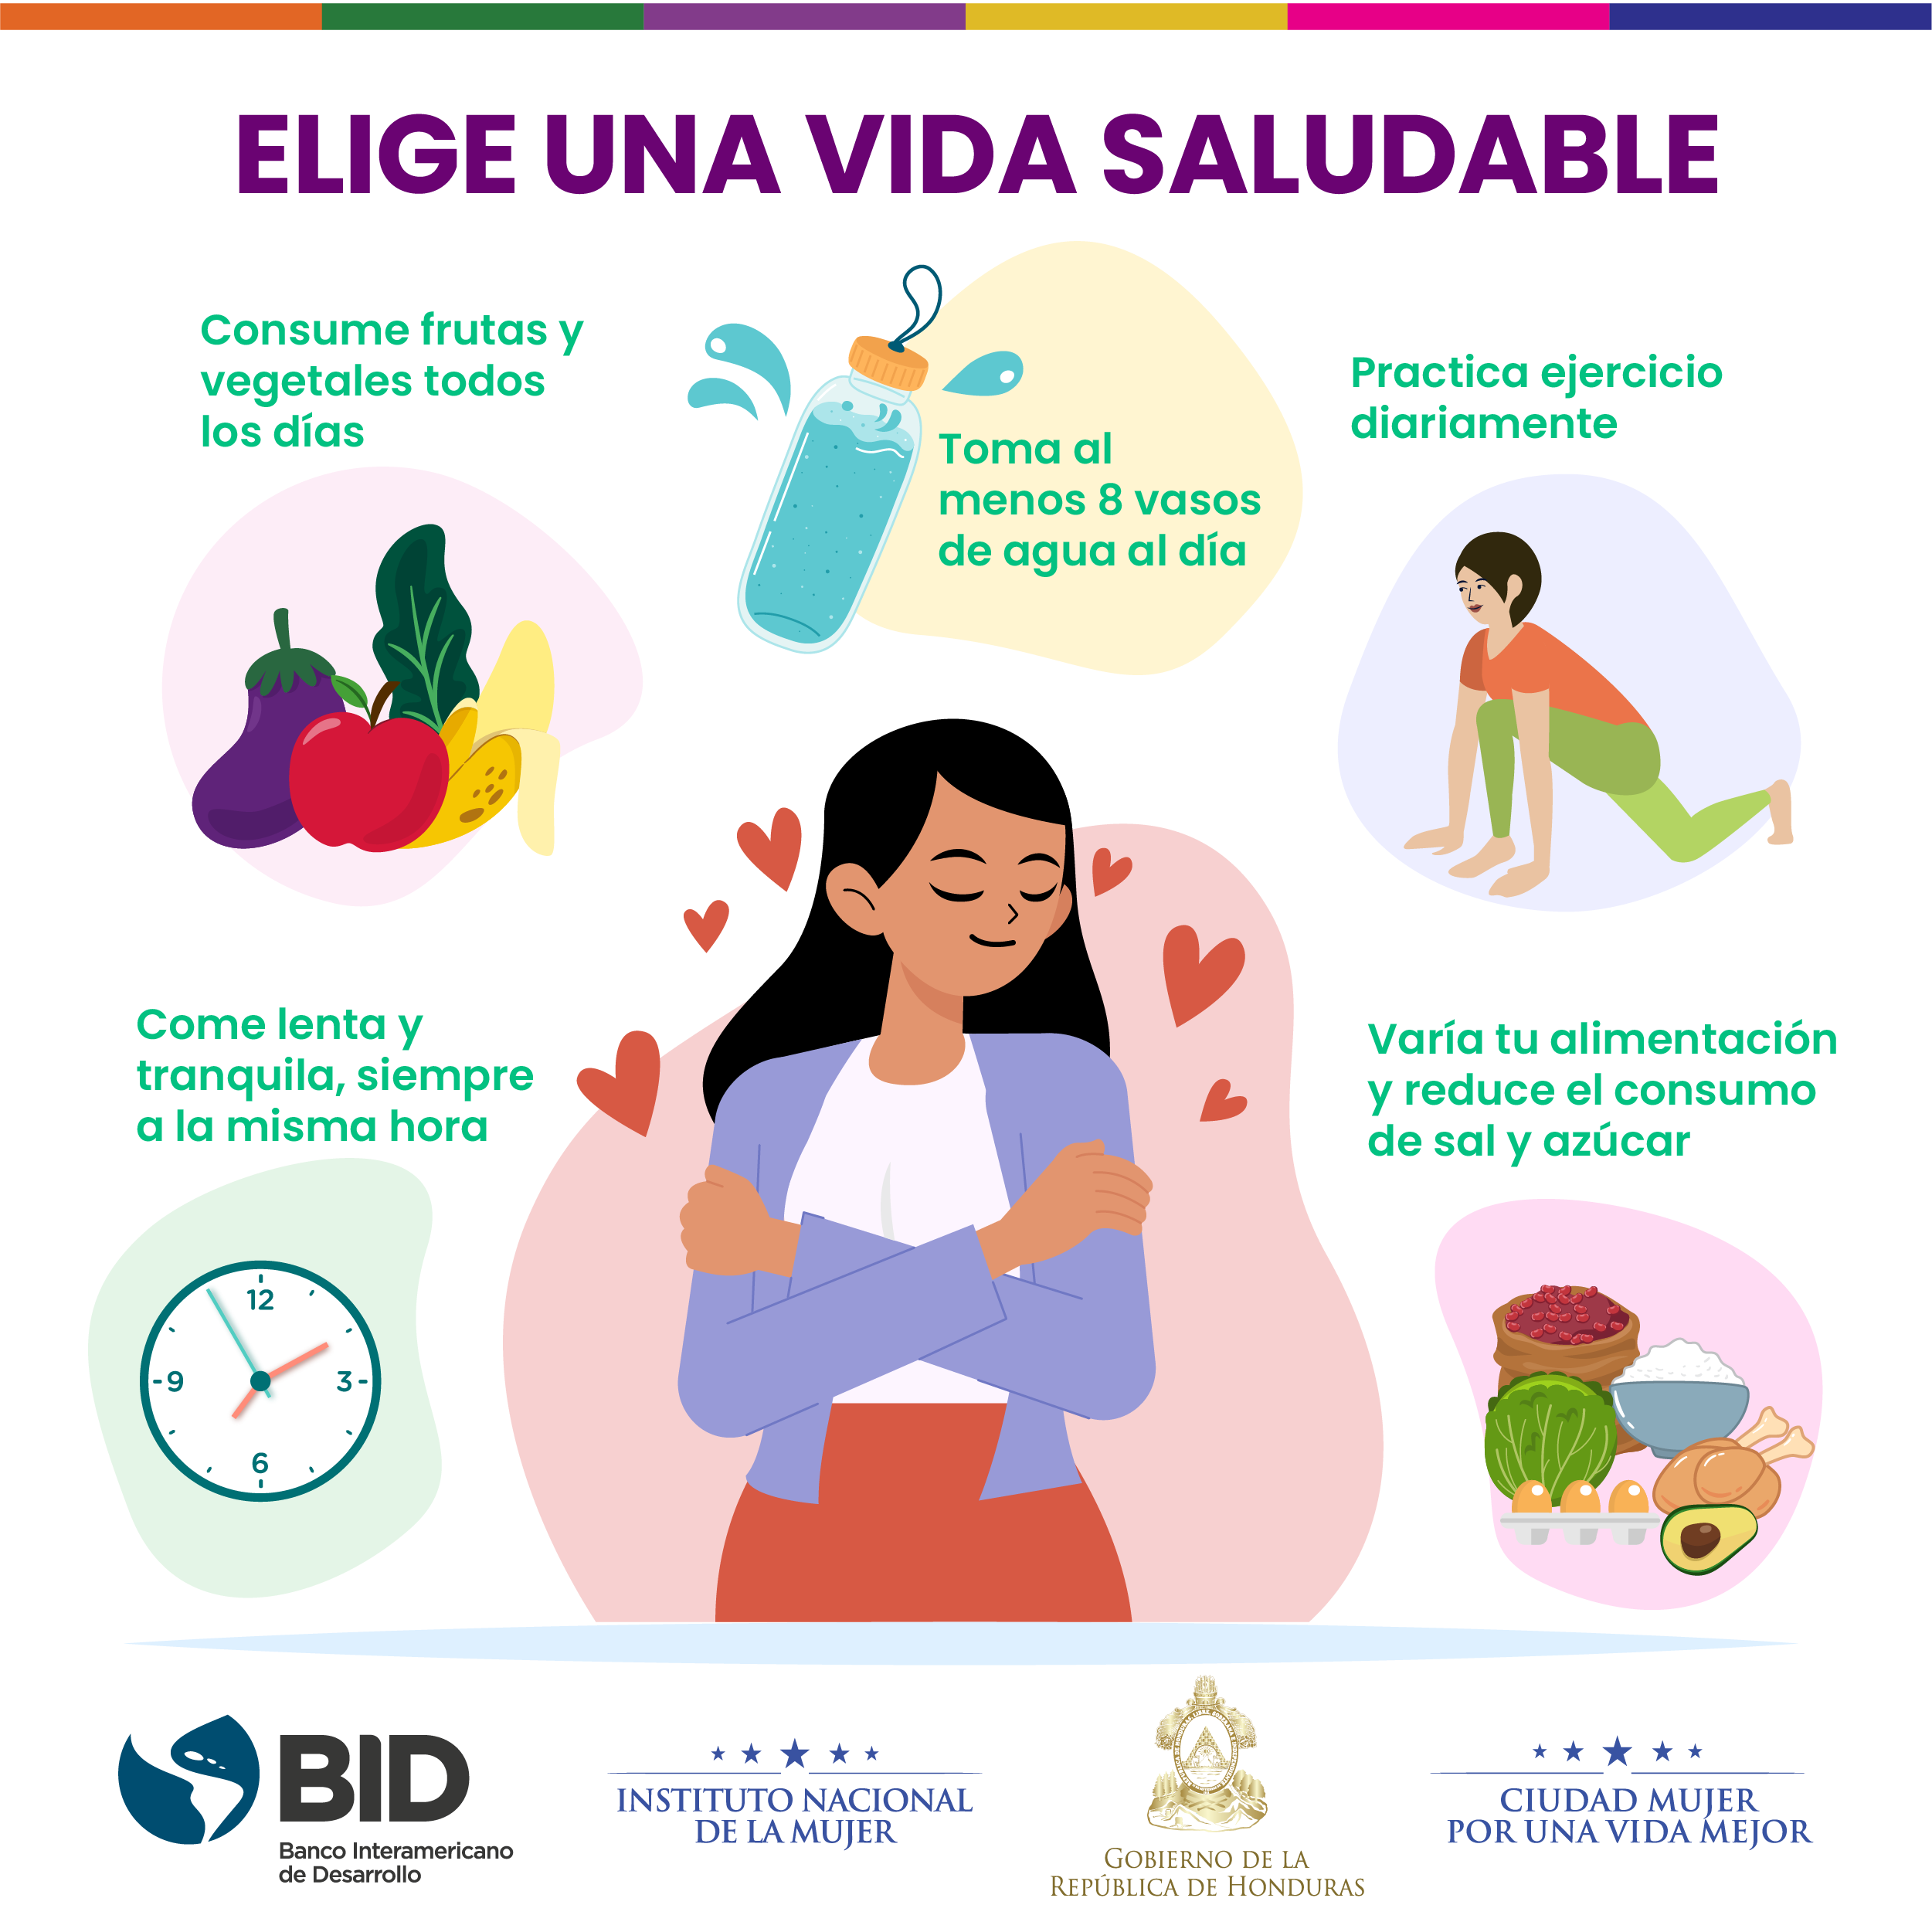 ELIGE UNA VIDA SALUDABLE
Consume frutas y
vegetales todos
los días
Toma al
menos 8 vasos
de agua al día
Practica ejercicio
diariamente
Come lenta y
tranquila, siempre
a la misma hora
Varía tu alimentación
y reduce el consumo
de sal y azúcar
12
9
3
6
BID
Banco Interamericano
de Desarrollo
INSTITUTO NACIONAL
DE LA MUJER
GOBIERNO DE LA
REPÚBLICA DE HONDURAS
CIUDAD MUJER
POR UNA VIDA MEJOR